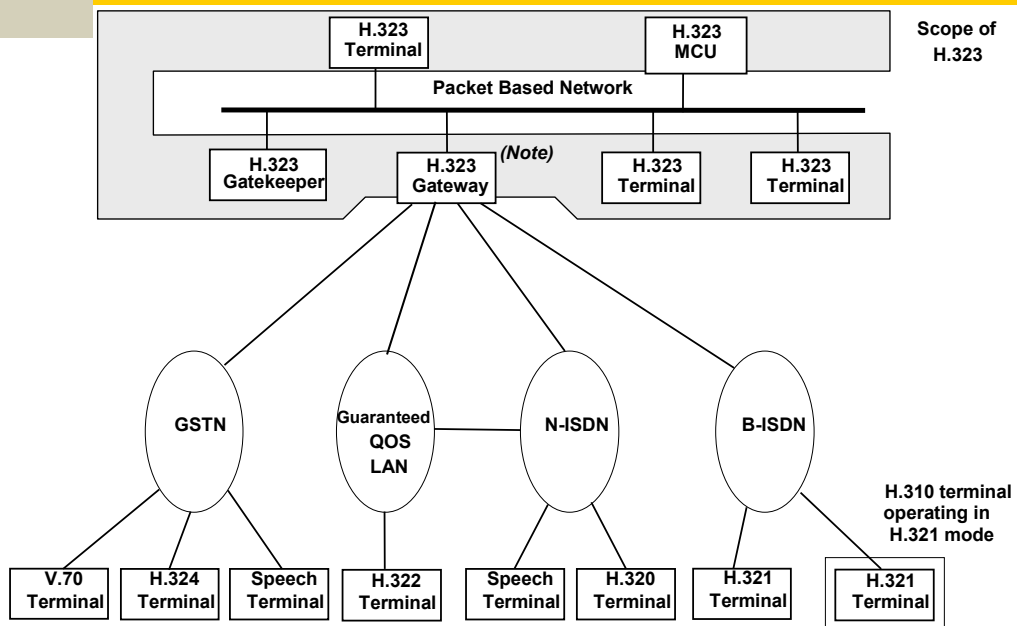 H.323
Terminal
H.323
MCU
Scope of
H.323
Packet Based Network
(Note)
H.323
Gatekeeper
H.323
Gateway
H.323
Terminal
H.323
Terminal
GSTN
Guaranteed
QOS
LAN
N-ISDN
B-ISDN
H.310 terminal
operating in
H.321 mode
V.70
Terminal
H.324
Terminal
Speech
Terminal
H.322
Terminal
Speech
Terminal
H.320
Terminal
H.321
Terminal
H.321
Terminal